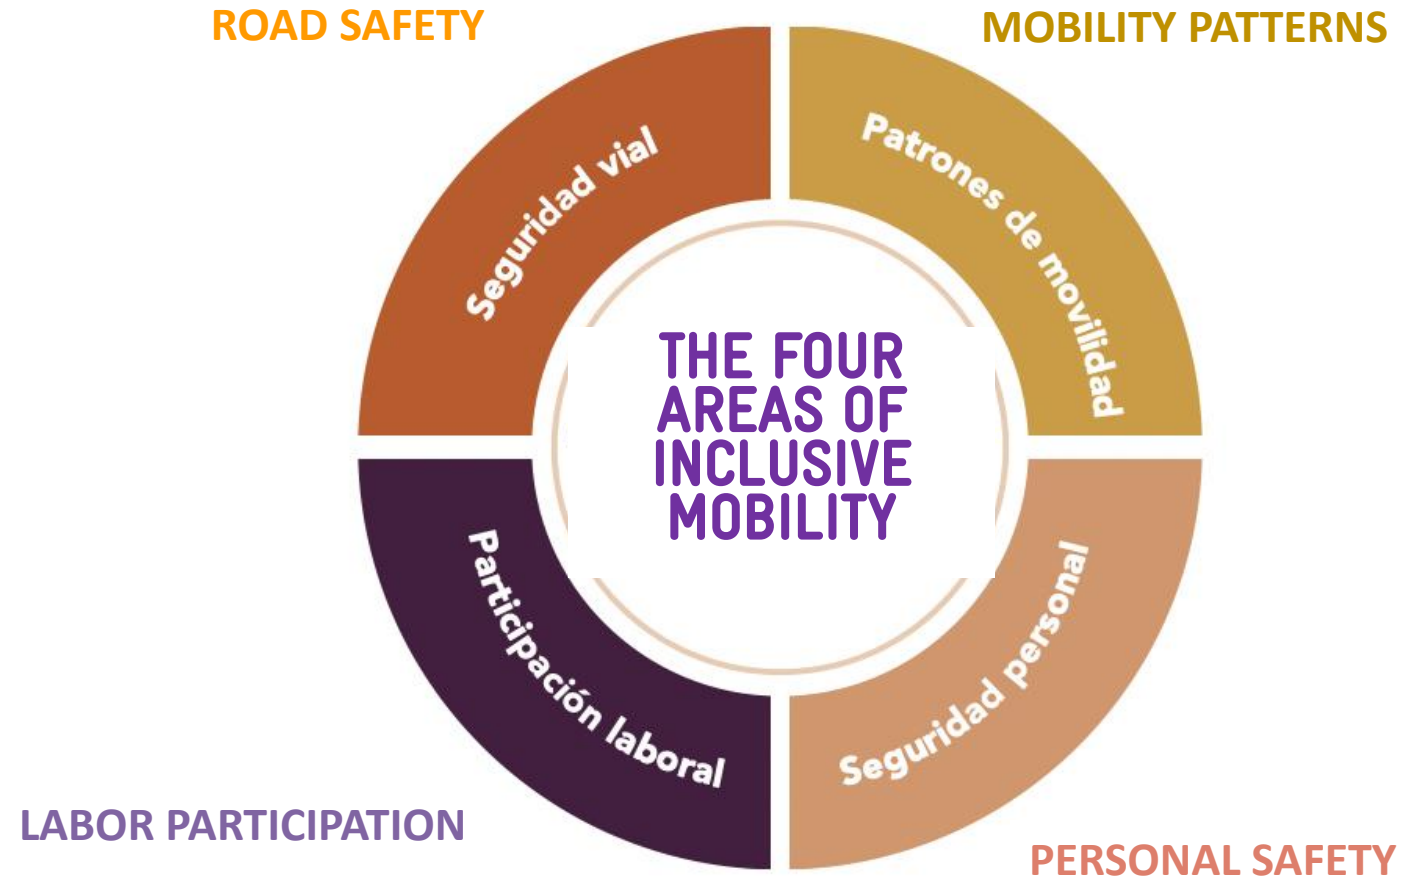 ROAD SAFETY
MOBILITY PATTERNS
Seguridad vial
Patrones de movilidad
THE FOUR
AREAS OF
INCLUSIVE
MOBILITY
Participación laboral
Seguridad personal
LABOR PARTICIPATION
PERSONAL SAFETY